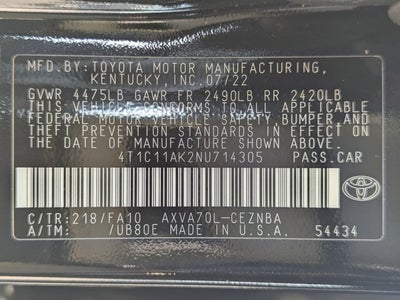 MFD.BY:TOYOTA MOTOR MANUFACTURING,
KENTUCKY,INC.07/22
GVWR 4475LB GAWR FR 2490LB RR 2420LB
THIS VEHICLE CONFORMS TO ALL APPLICABLE
FEDERAL MOTOR VEHICLE SAFETY,BUMPER,AND
THEFT PREVENTION STANDARDS IN EFFECT ON
THE DATE OF MANUFACTURE SHOWN ABOVE.
4T1C11AK2NU714305 PASS.CAR
C/TR:218/FA10 AXVA70L-CEZNBA
A/TM: /UB80E MADE IN U.S.A. 54434
TOYOTA